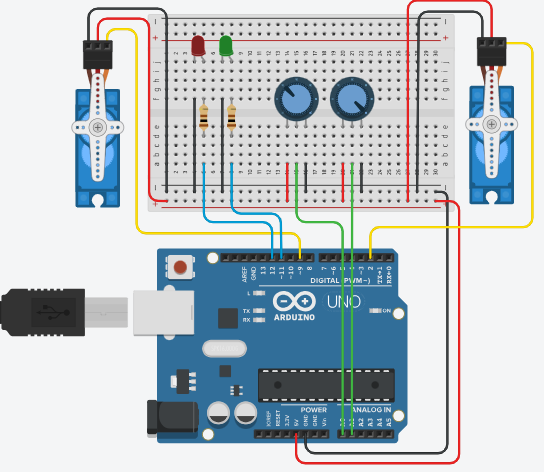 a b c d e
f g h i j
AREF
GND
13
12
~11
~10
~9
8
7
~6
~5
4
~3
2
TX→1
RX←0
DIGITAL (PWM~)
L
TX
RX
UNO
ON
ARDUINO
POWER
ANALOG IN
IOREF
RESET
3.3V
5V
GND
GND
Vin
A0
A1
A2
A3
A4
A5